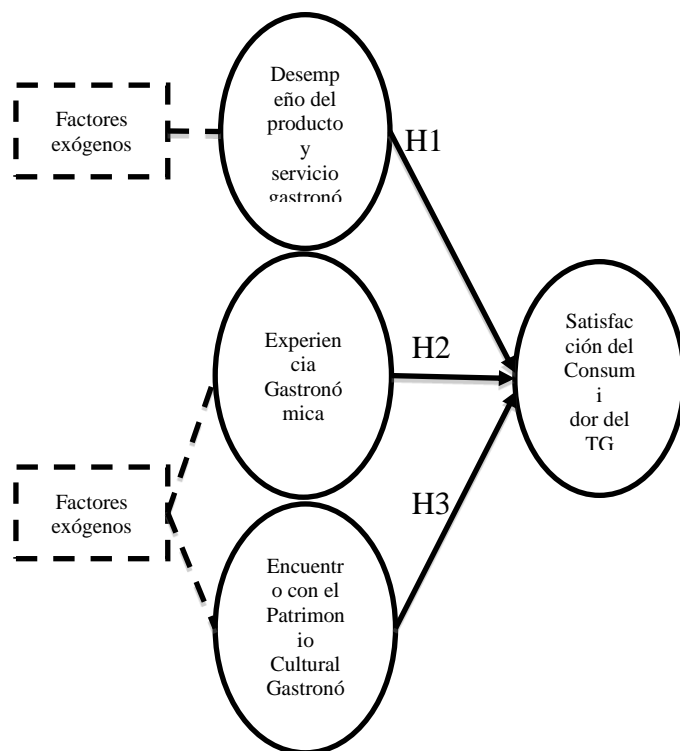 Factores
exógenos
Desemp
eño del
producto
y
servicio
gastronó
H1
Experien
cia
Gastronó
mica
H2
Satisfac
ción del
Consum
i
dor del
TG
Factores
exógenos
H3
Encuentr
o con el
Patrimon
io
Cultural
Gastronó